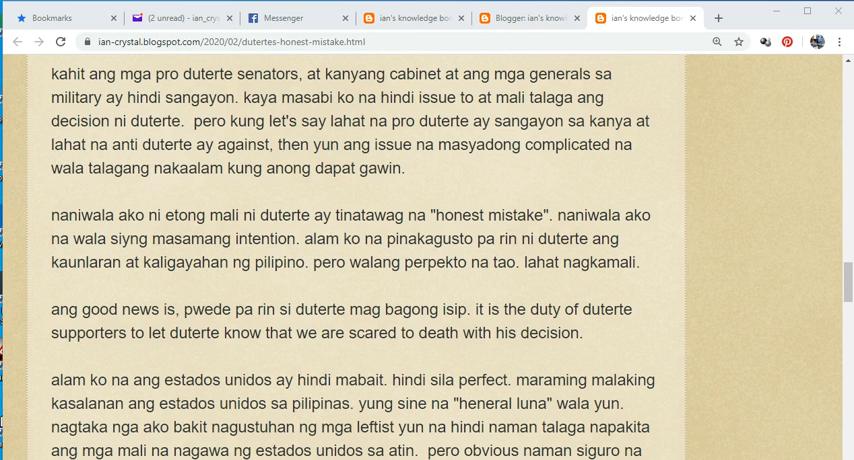 Bookmarks
(2 unread) - ian_crys
Messenger
ian's knowledge bo
Blogger: ian's knowl
ian's knowledge bo
ian-crystal.blogspot.com/2020/02/dutertes-honest-mistake.html
kahit ang mga pro duterte senators, at kanyang cabinet at ang mga generals sa
military ay hindi sangayon. kaya masabi ko na hindi issue to at mali talaga ang
decision ni duterte. pero kung let's say lahat na pro duterte ay sangayon sa kanya at
lahat na anti duterte ay against, then yun ang issue na masyadong complicated na
wala talagang nakaalam kung anong dapat gawin.
naniwala ako ni etong mali ni duterte ay tinatawag na "honest mistake". naniwala ako
na wala siyng masamang intention. alam ko na pinakagusto pa rin ni duterte ang
kaunlaran at kaligayahan ng pilipino. pero walang perpekto na tao. lahat nagkamali.
ang good news is, pwede pa rin si duterte mag bagong isip. it is the duty of duterte
supporters to let duterte know that we are scared to death with his decision.
alam ko na ang estados unidos ay hindi mabait. hindi sila perfect. maraming malaking
kasalanan ang estados unidos sa pilipinas. yung sine na "heneral luna" wala yun.
nagtaka nga ako bakit nagustuhan ng mga leftist yun na hindi naman talaga napakita
ang mga mali na nagawa ng estados unidos sa atin. pero obvious naman siguro na